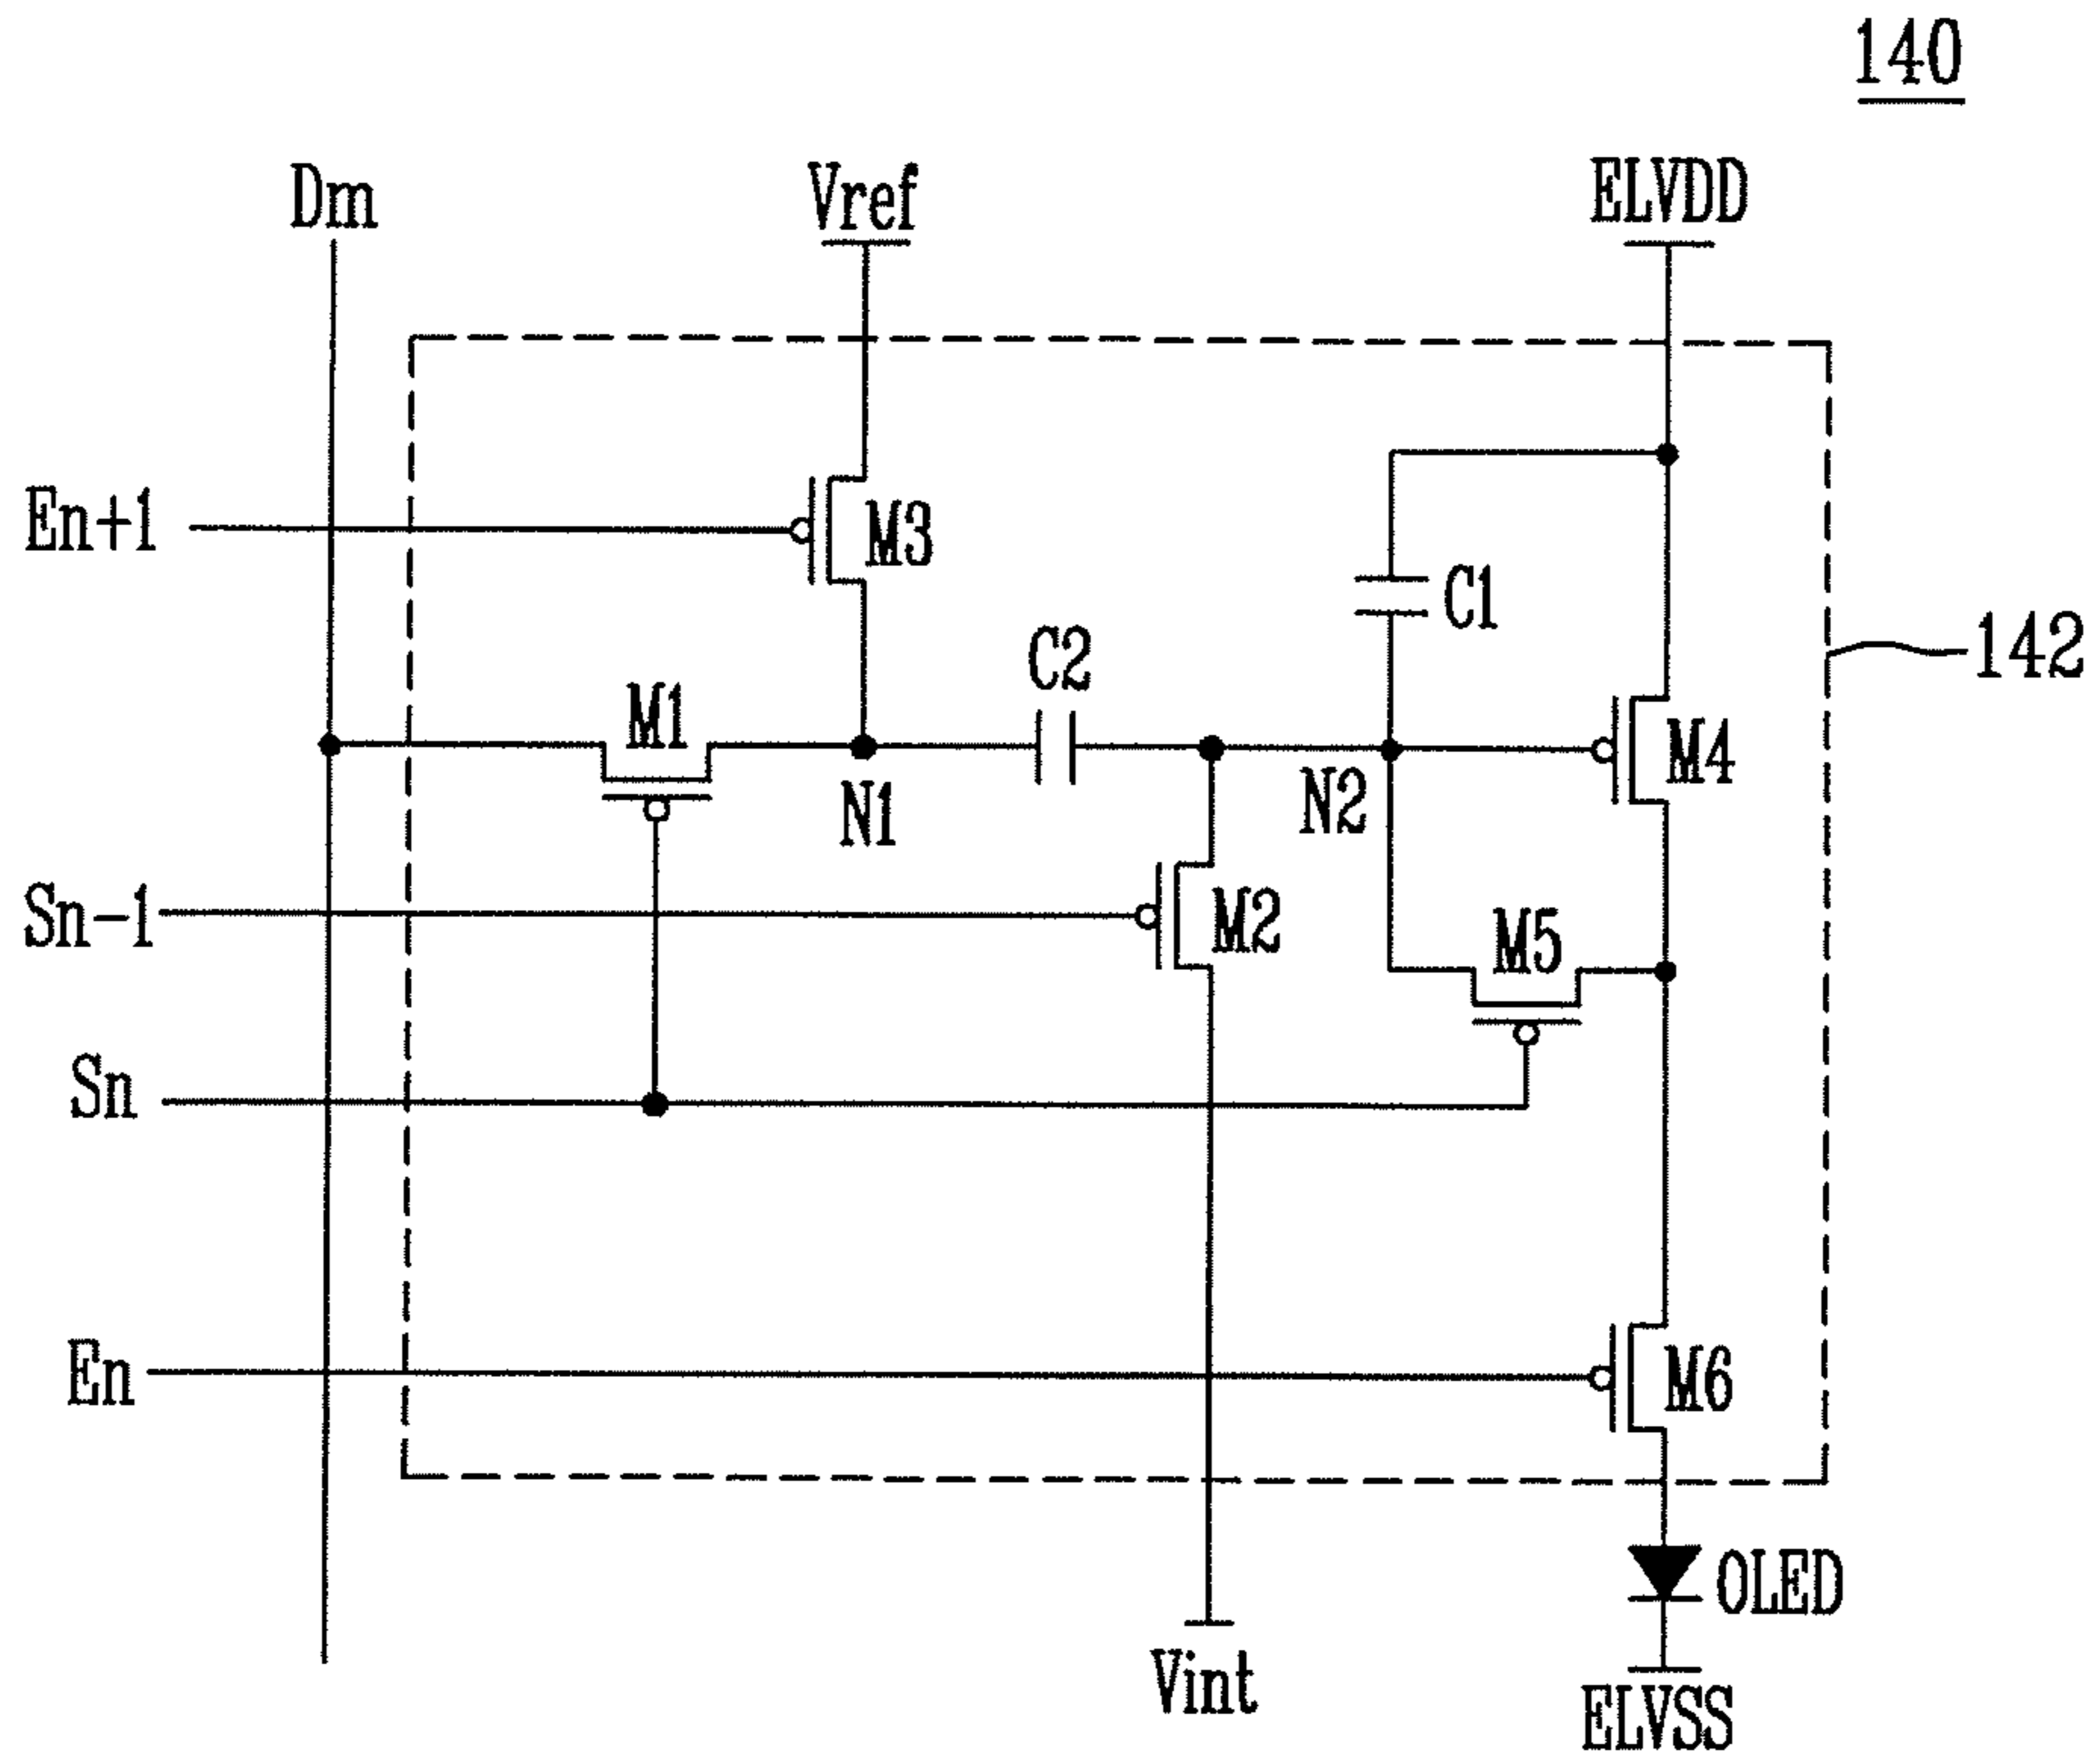 140
Dm
Vref
ELVDD
En+1
M3
C1
C2
142
M1
M4
N1
N2
Sn-1
M2
M5
Sn
En
M6
OLED
Vint
ELVSS